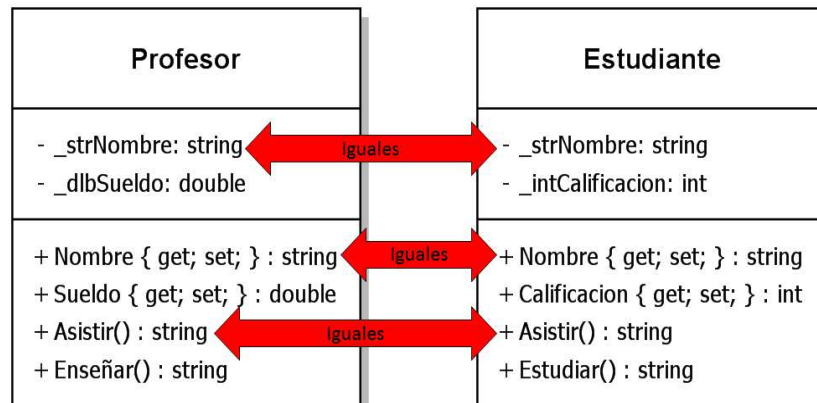 Profesor
- _strNombre: string
- _dlbSueldo: double
+ Nombre { get; set; } : string
+ Sueldo { get; set; } : double
+ Asistir() : string
+ Enseñar() : string
Iguales
Iguales
Iguales
Estudiante
- _strNombre: string
- _intCalificacion: int
+ Nombre { get; set; } : string
+ Calificacion { get; set; } : int
+ Asistir() : string
+ Estudiar() : string